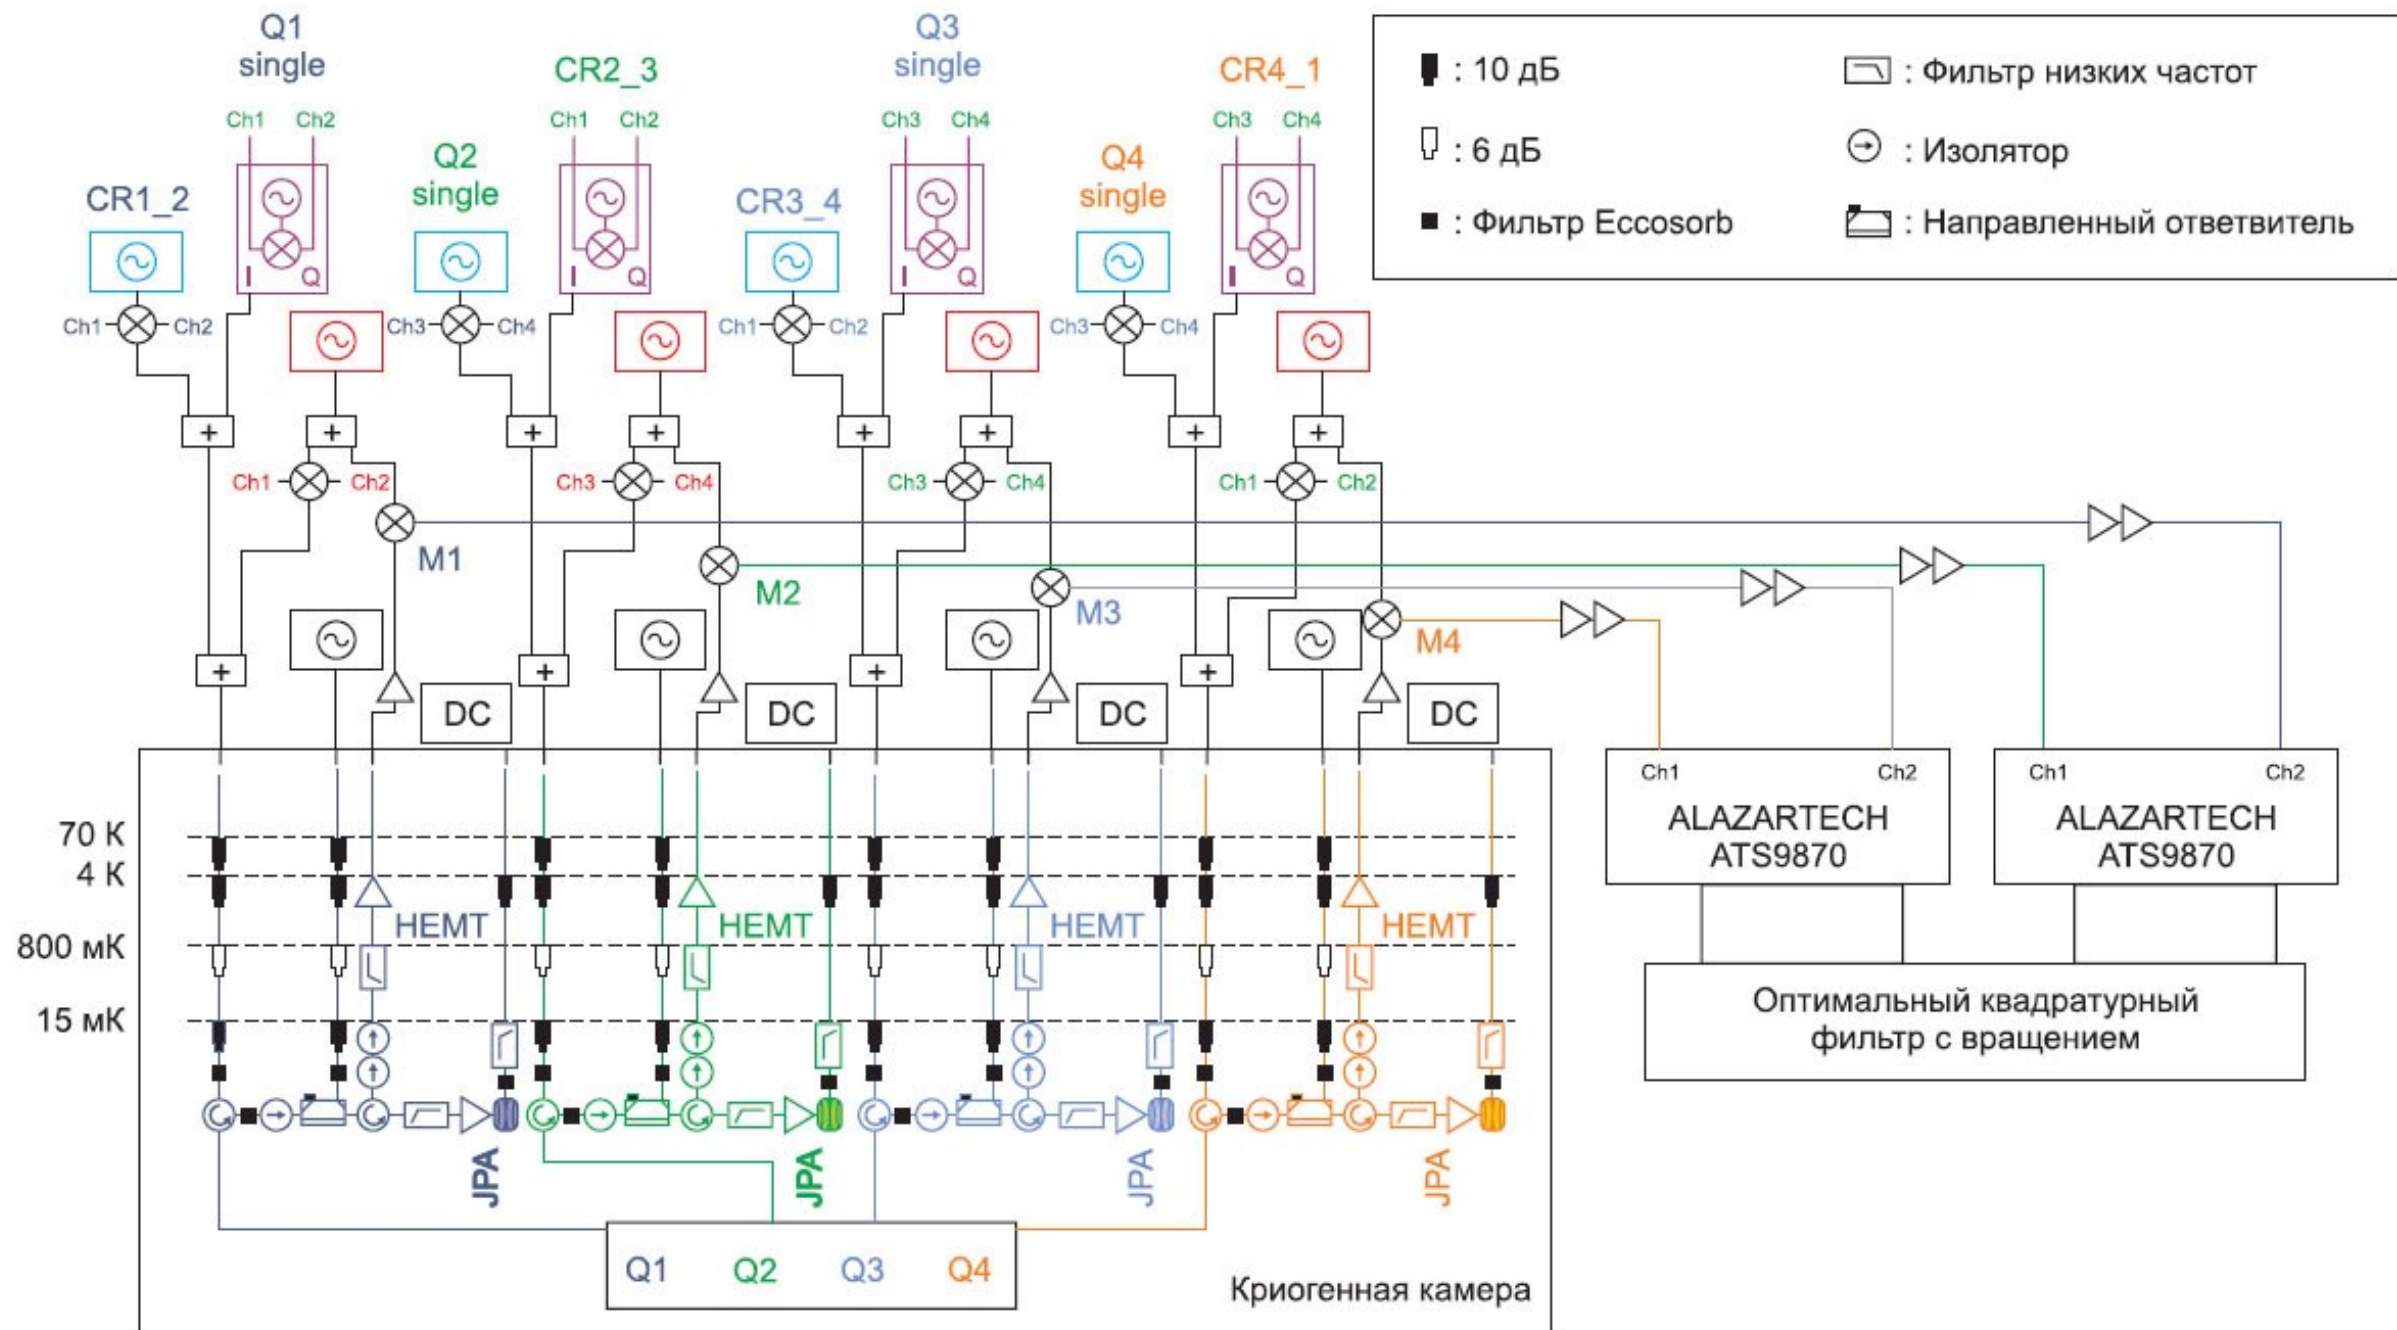 Q1
single
CR2_3
Q3
single
CR4_1
: 10 дБ
: Фильтр низких частот
Ch1 Ch2
Ch1 Ch2
Ch3 Ch4
Ch3 Ch4
: 6 дБ
: Изолятор
CR1_2
Q2
single
CR3_4
Q4
single
: Фильтр Eccosorb
: Направленный ответвитель
I Q
I Q
I Q
I Q
Ch1 Ch2
Ch3 Ch4
Ch1 Ch2
Ch3 Ch4
+ + + + + + + +
Ch1 Ch2
Ch3 Ch4
Ch3 Ch4
Ch1 Ch2
M1
M2
M3
M4
+ + + +
DC
DC
DC
DC
Ch1 Ch2
ALAZARTECH
ATS9870
Ch1 Ch2
ALAZARTECH
ATS9870
70 К
4 К
HEMT
HEMT
HEMT
HEMT
800 мК
15 мК
Оптимальный квадратурный
фильтр с вращением
JPA
JPA
JPA
JPA
Q1 Q2 Q3 Q4
Криогенная камера